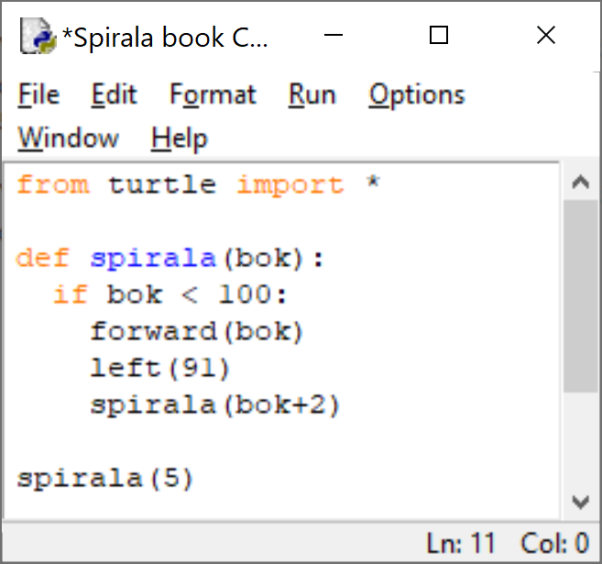 *Spirala book C...
File Edit Format Run Options
Window Help
from turtle import *
def spirala(bok):
  if bok < 100:
    forward(bok)
    left(91)
    spirala(bok+2)
spirala(5)
Ln: 11 Col: 0